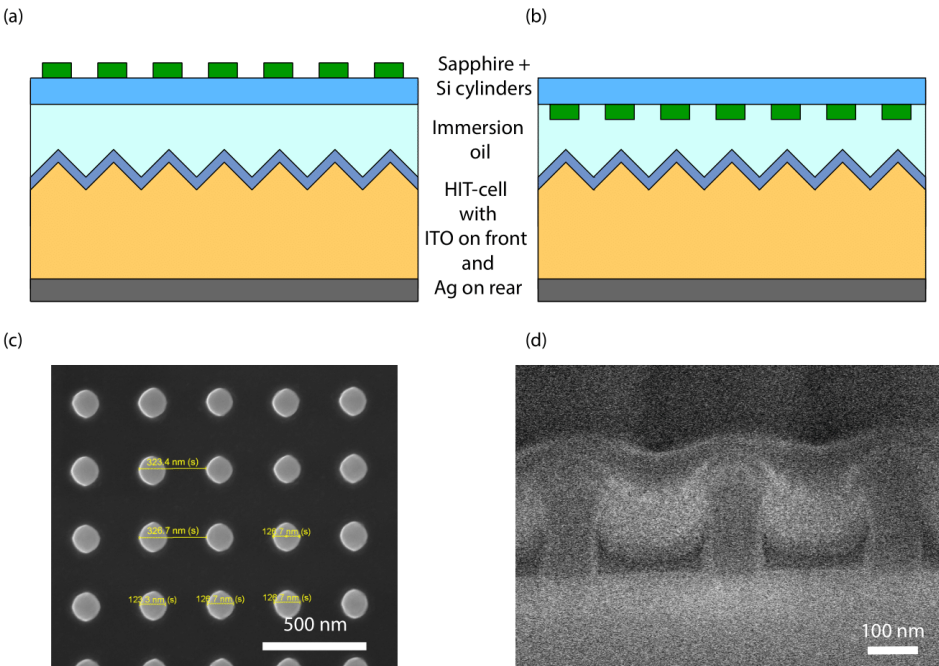 (a)
(b)
Sapphire +
Si cylinders
Immersion
oil
HIT-cell
with
ITO on front
and
Ag on rear
(c)
(d)
323.4 nm (s)
326.7 nm (s)
126.7 nm (s)
123.3 nm (s)
126.7 nm (s)
126.7 nm (s)
500 nm
100 nm